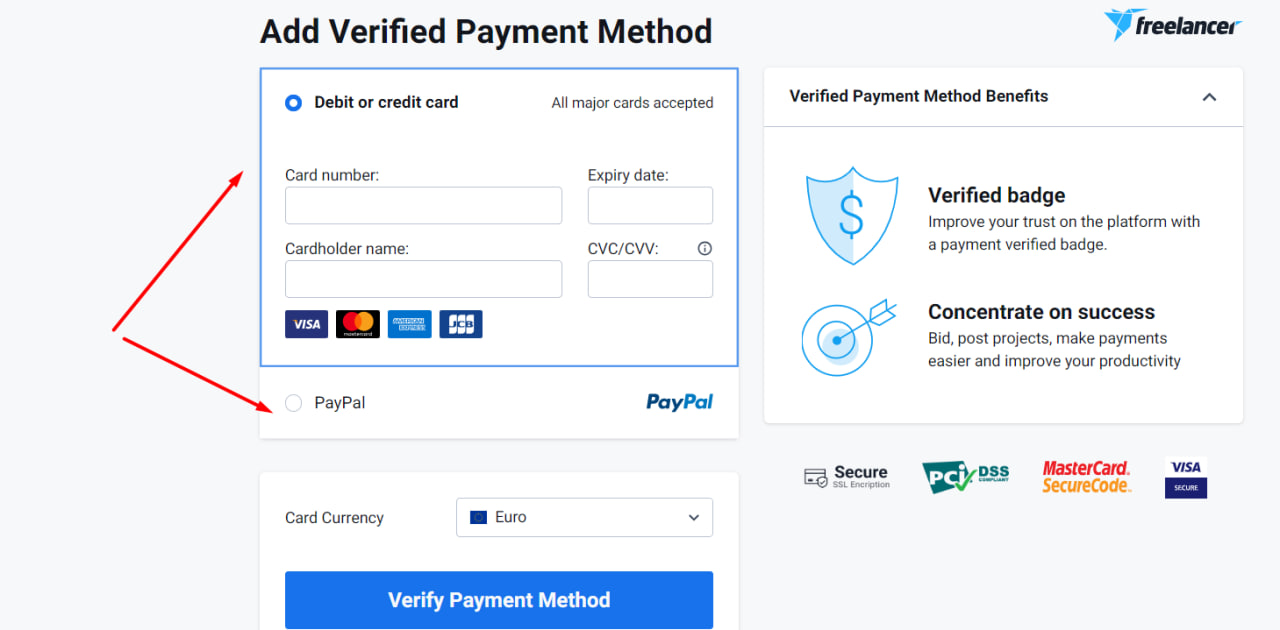 Add Verified Payment Method
freelancer
Debit or credit card
All major cards accepted
Card number:
Expiry date:
Cardholder name:
CVC/CVV:
VISA
mastercard
AMERICAN
EXPRESS
JCB
PayPal
PayPal
Card Currency
Euro
Verify Payment Method
Verified Payment Method Benefits
$
Verified badge
Improve your trust on the platform with
a payment verified badge.
Concentrate on success
Bid, post projects, make payments
easier and improve your productivity
Secure
SSL Encription
PCi
DSS
COMPLIANT
MasterCard.
SecureCode.
VISA
SECURE